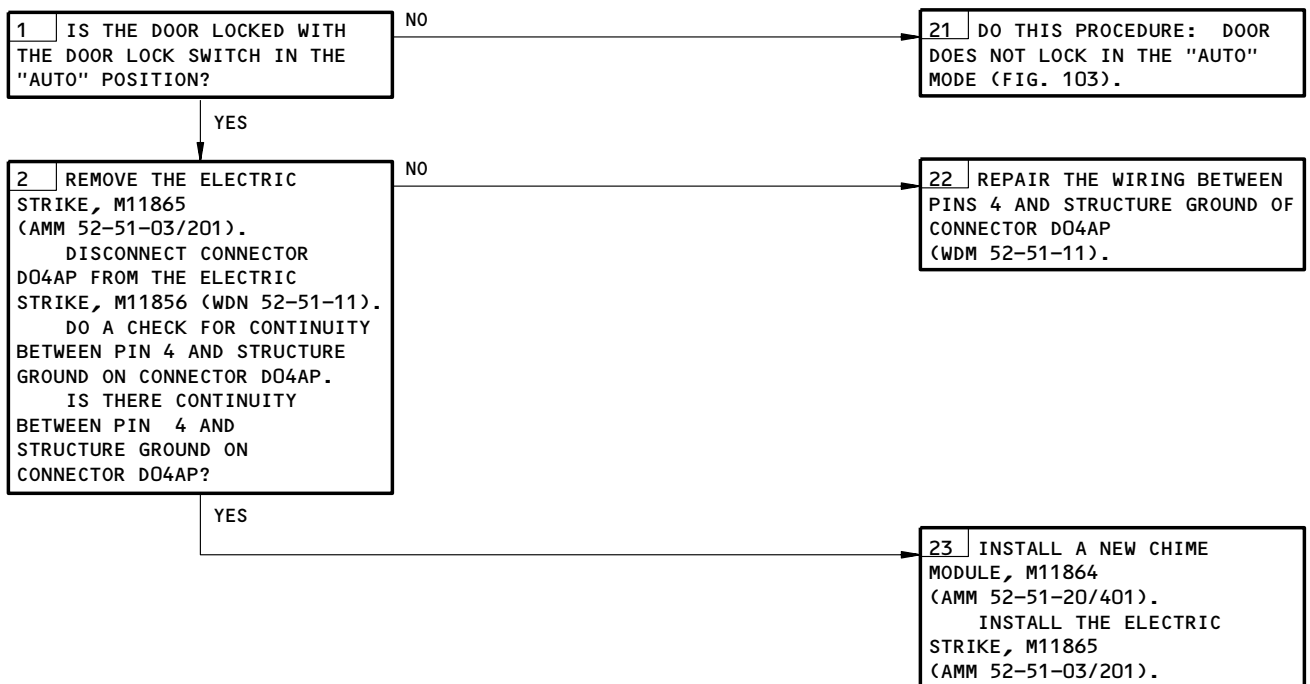 1 IS THE DOOR LOCKED WITH
THE DOOR LOCK SWITCH IN THE
"AUTO" POSITION?
NO
21 DO THIS PROCEDURE: DOOR
DOES NOT LOCK IN THE "AUTO"
MODE (FIG. 103).
YES
2 REMOVE THE ELECTRIC
STRIKE, M11865
(AMM 52-51-03/201).
DISCONNECT CONNECTOR
D04AP FROM THE ELECTRIC
STRIKE, M11856 (WDN 52-51-11).
DO A CHECK FOR CONTINUITY
BETWEEN PIN 4 AND STRUCTURE
GROUND ON CONNECTOR D04AP.
IS THERE CONTINUITY
BETWEEN PIN 4 AND
STRUCTURE GROUND ON
CONNECTOR D04AP?
NO
22 REPAIR THE WIRING BETWEEN
PINS 4 AND STRUCTURE GROUND OF
CONNECTOR D04AP
(WDM 52-51-11).
YES
23 INSTALL A NEW CHIME
MODULE, M11864
(AMM 52-51-20/401).
INSTALL THE ELECTRIC
STRIKE, M11865
(AMM 52-51-03/201).